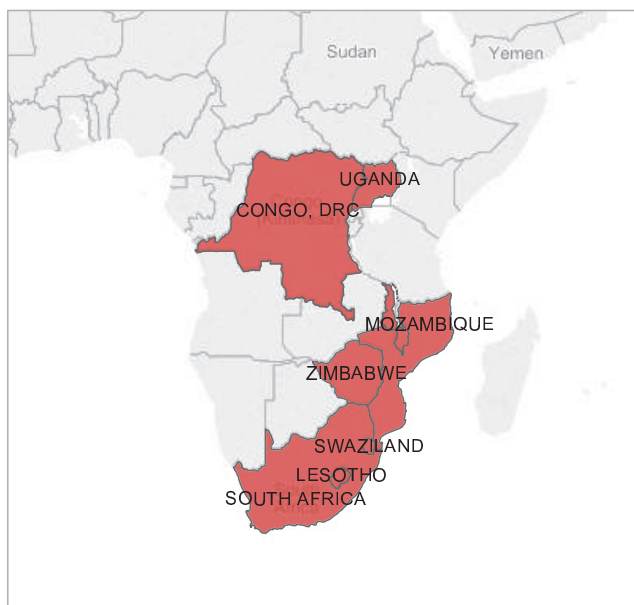 Sudan
Yemen
UGANDA
CONGO, DRC
MOZAMBIQUE
ZIMBABWE
SWAZILAND
LESOTHO
SOUTH AFRICA